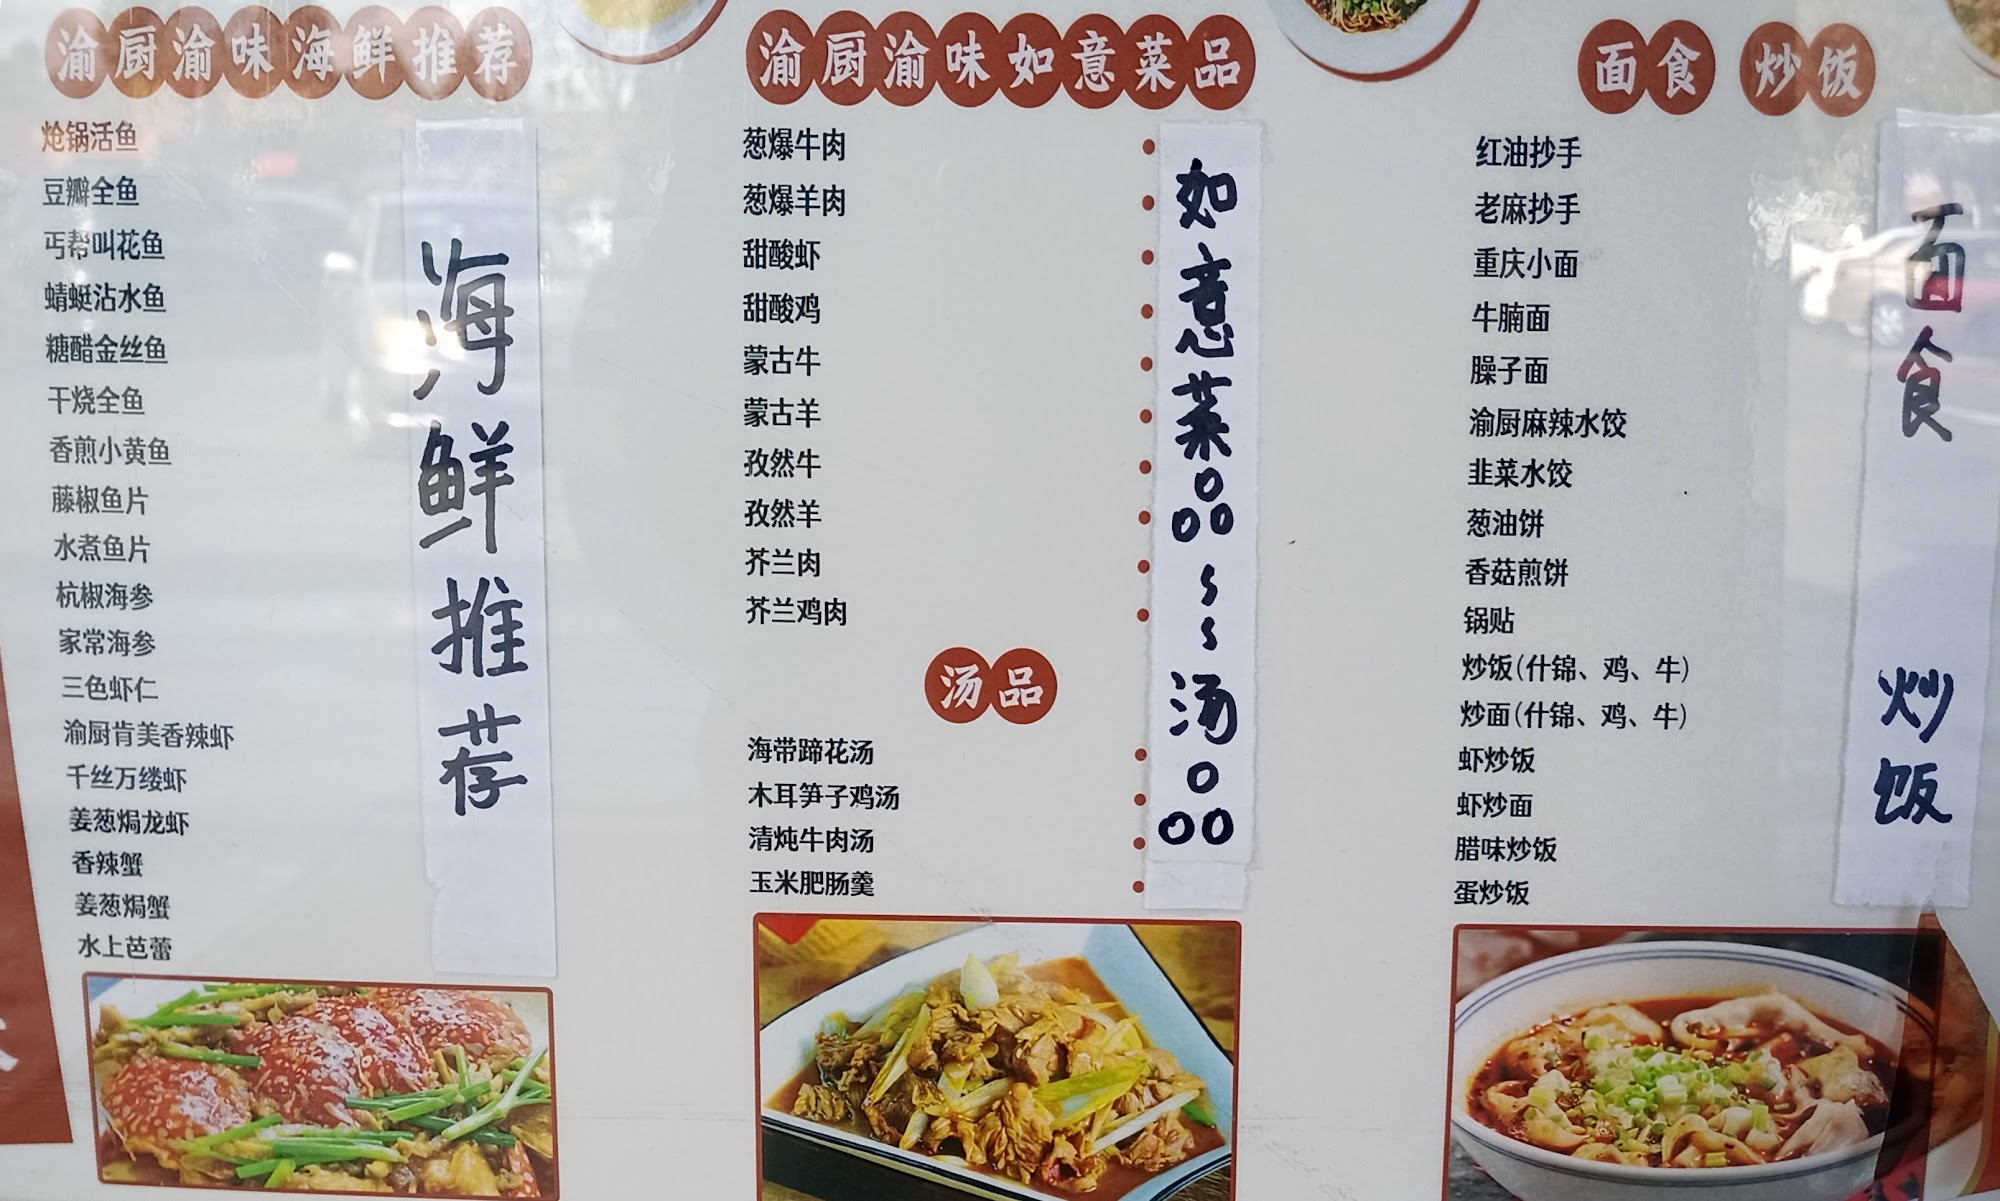 渝厨渝味海鲜推荐
炝锅活鱼
豆瓣全鱼
丐帮叫花鱼
蜻蜓沾水鱼
糖醋金丝鱼
干烧全鱼
香煎小黄鱼
藤椒鱼片
水煮鱼片
杭椒海参
家常海参
三色虾仁
渝厨肯美香辣虾
千丝万缕虾
姜葱焗龙虾
香辣蟹
姜葱焗蟹
水上芭蕾
海鲜推荐
渝厨渝味如意菜品
葱爆牛肉
葱爆羊肉
甜酸虾
甜酸鸡
蒙古牛
蒙古羊
孜然牛
孜然羊
芥兰肉
芥兰鸡肉
汤品
海带蹄花汤
木耳笋子鸡汤
清炖牛肉汤
玉米肥肠羹
如意菜品~~汤品
面食 炒饭
红油抄手
老麻抄手
重庆小面
牛腩面
臊子面
渝厨麻辣水饺
韭菜水饺
葱油饼
香菇煎饼
锅贴
炒饭(什锦、鸡、牛)
炒面(什锦、鸡、牛)
虾炒饭
虾炒面
腊味炒饭
蛋炒饭
面食 炒饭